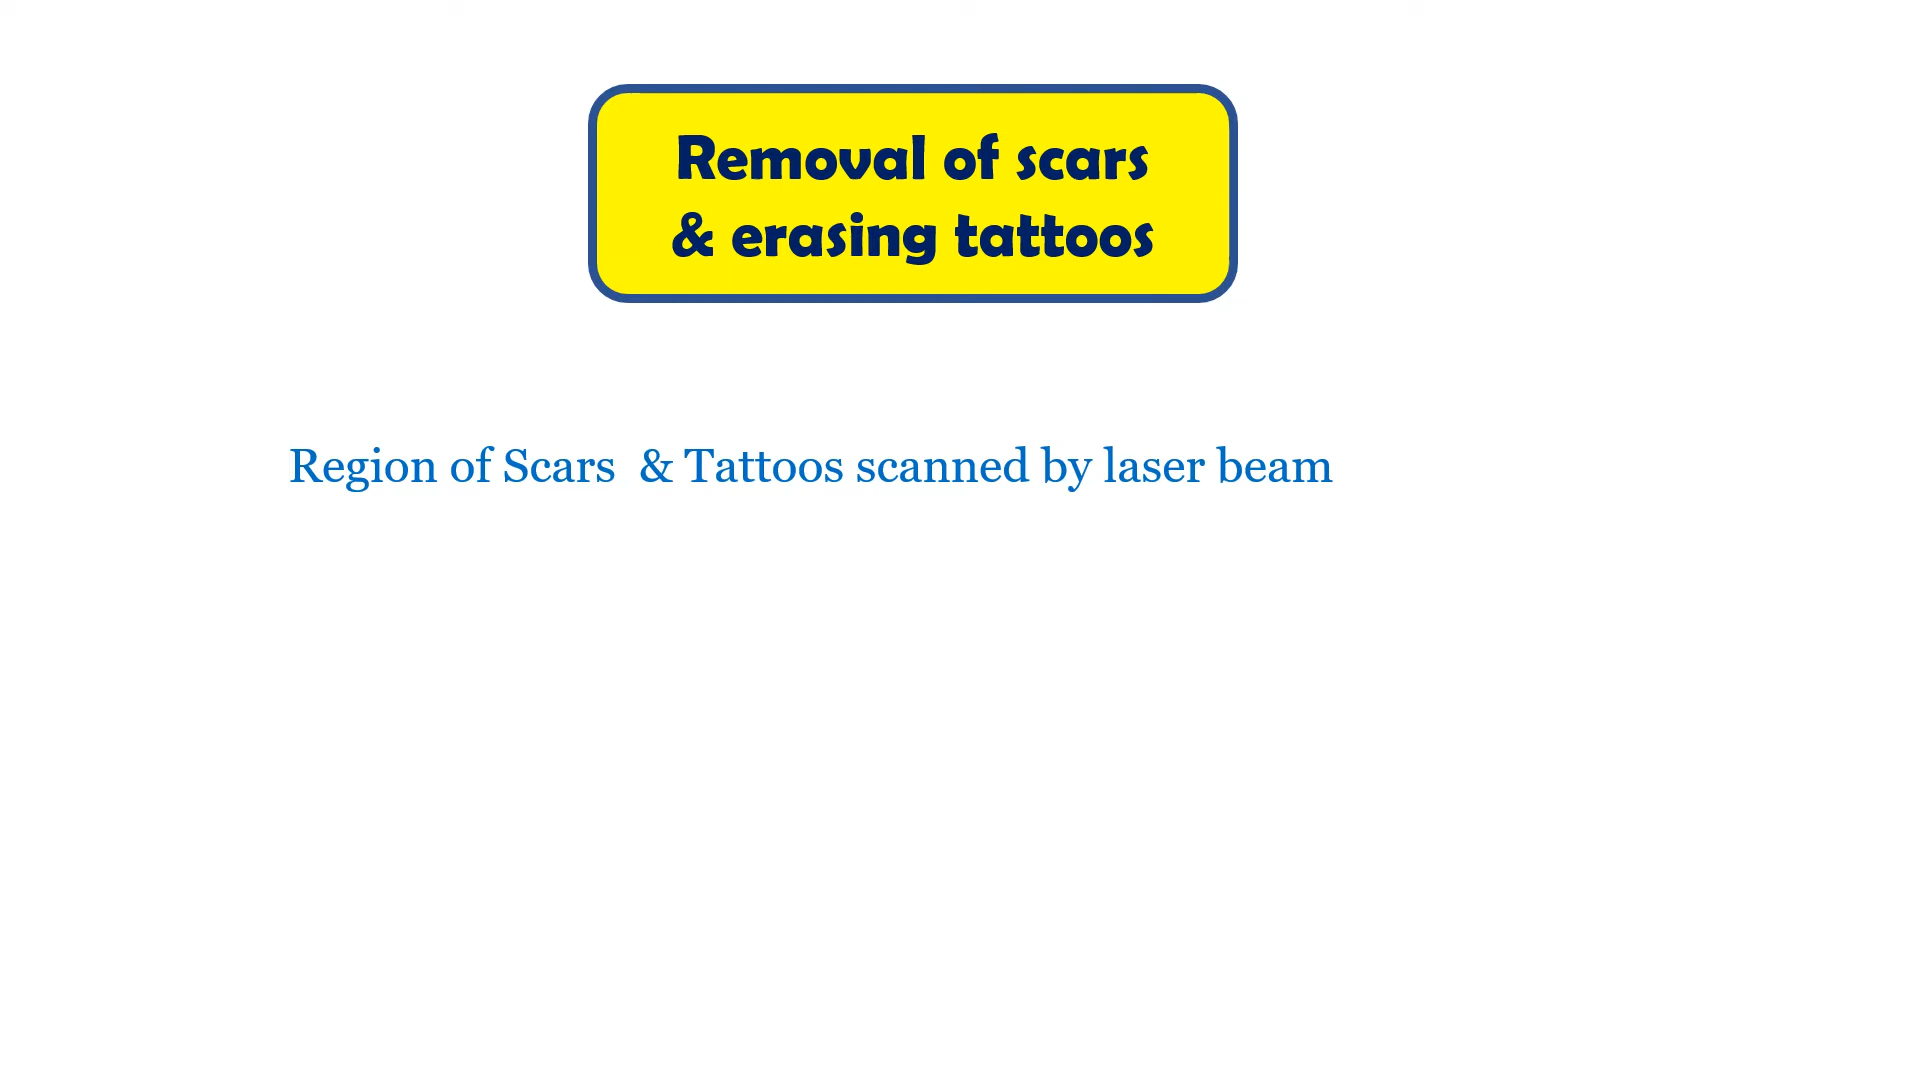 Removal of scars
& erasing tattoos
Region of Scars  & Tattoos scanned by laser beam